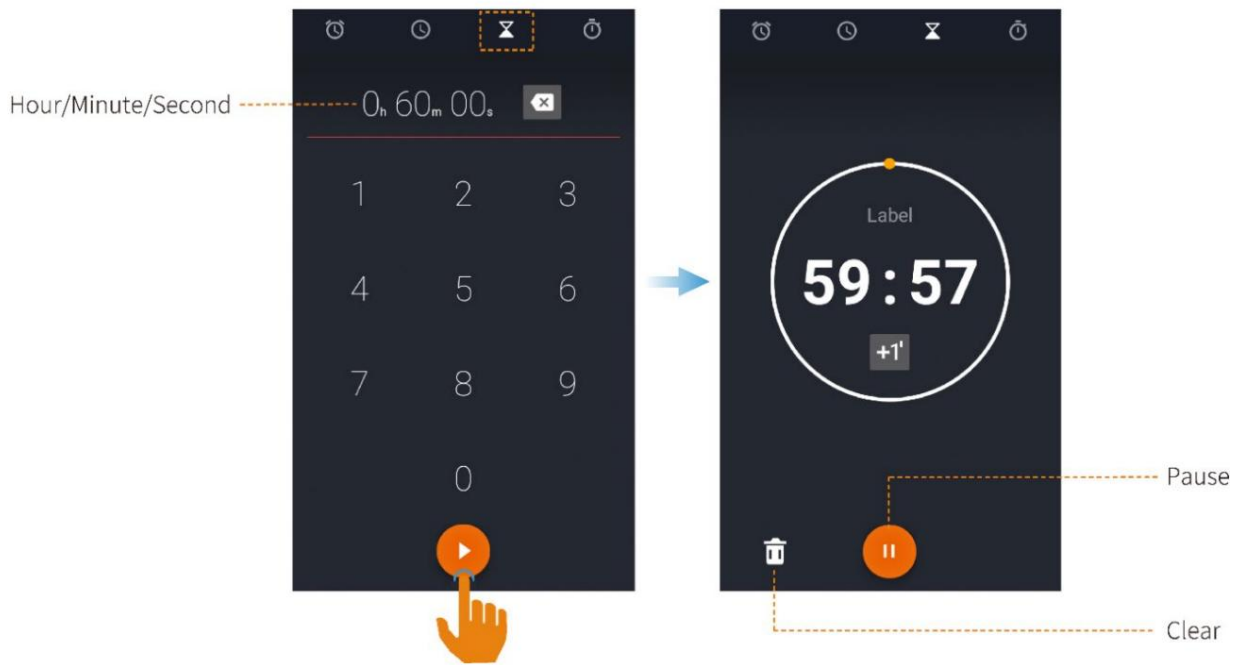 Hour/Minute/Second
0h 60m 00s
1 2 3
4 5 6
7 8 9
0
Label
59:57
+1'
Pause
Clear